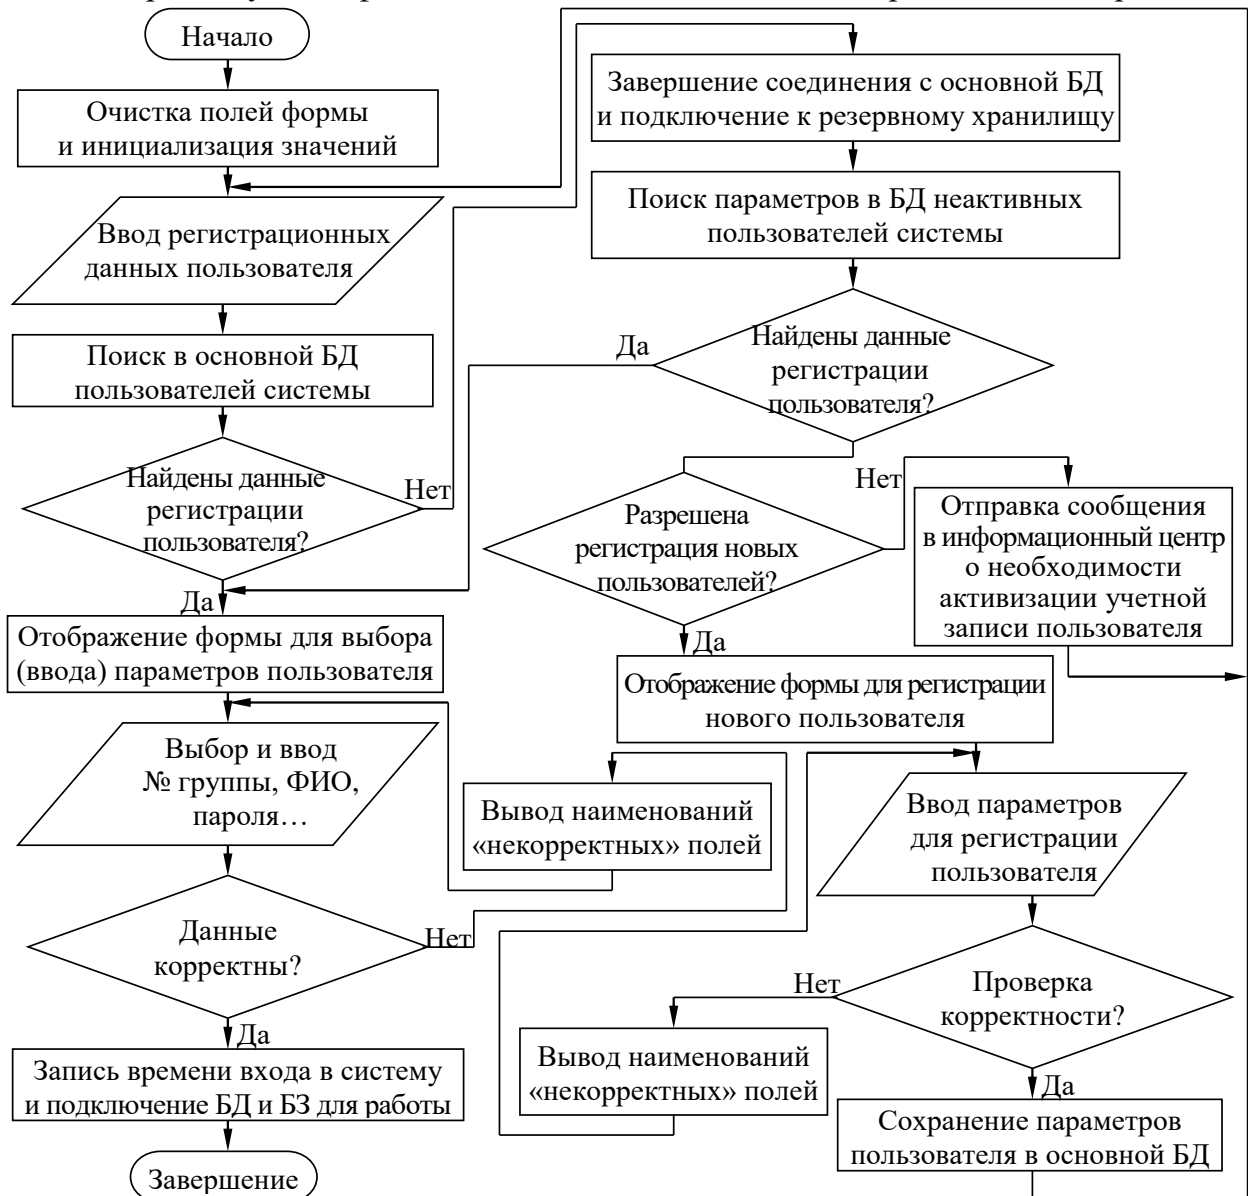 Начало
Очистка полей формы
и инициализация значений
Ввод регистрационных
данных пользователя
Поиск в основной БД
пользователей системы
Найдены данные
регистрации
пользователя?
Нет
Да
Отображение формы для выбора
(ввода) параметров пользователя
Выбор и ввод
№ группы, ФИО,
пароля…
Данные
корректны?
Нет
Да
Запись времени входа в систему
и подключение БД и БЗ для работы
Завершение
Завершение соединения с основной БД
и подключение к резервному хранилищу
Поиск параметров в БД неактивных
пользователей системы
Да
Найдены данные
регистрации
пользователя?
Разрешена
регистрация новых
пользователей?
Нет
Отправка сообщения
в информационный центр
о необходимости
активизации учетной
записи пользователя
Да
Отображение формы для регистрации
нового пользователя
Вывод наименований
«некорректных» полей
Ввод параметров
для регистрации
пользователя
Проверка
корректности?
Нет
Вывод наименований
«некорректных» полей
Да
Сохранение параметров
пользователя в основной БД